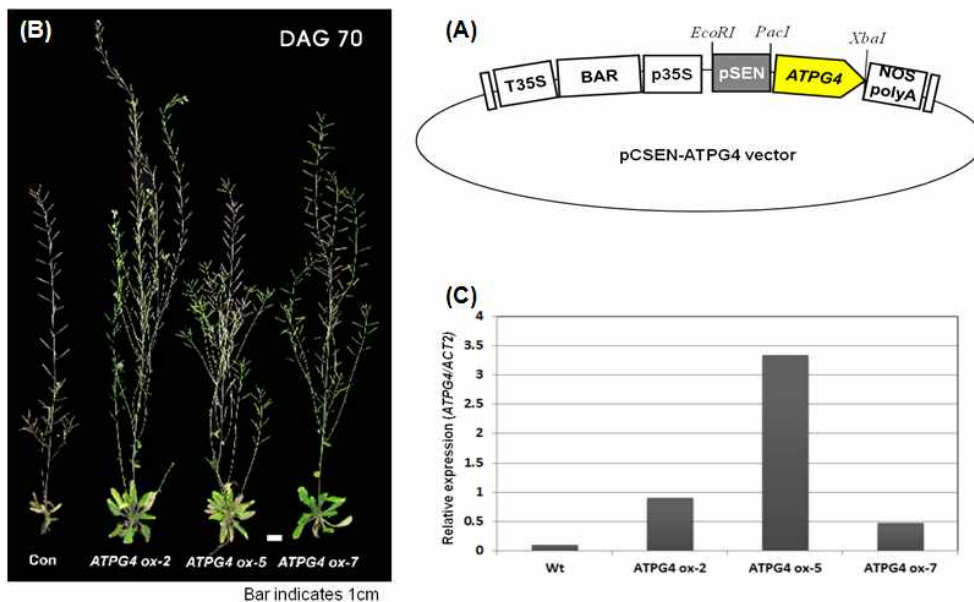 (B)
DAG 70
Con
ATPG4 ox-2
ATPG4 ox-5
ATPG4 ox-7
Bar indicates 1cm
(A)
EcoRI
PacI
XbaI
T35S
BAR
p35S
pSEN
ATPG4
NOS
polyA
pCSEN-ATPG4 vector
(C)
Relative expression (ATPG4/ACT2)
4
3.5
3
2.5
2
1.5
1
0.5
0
Wt
ATPG4 ox-2
ATPG4 ox-5
ATPG4 ox-7